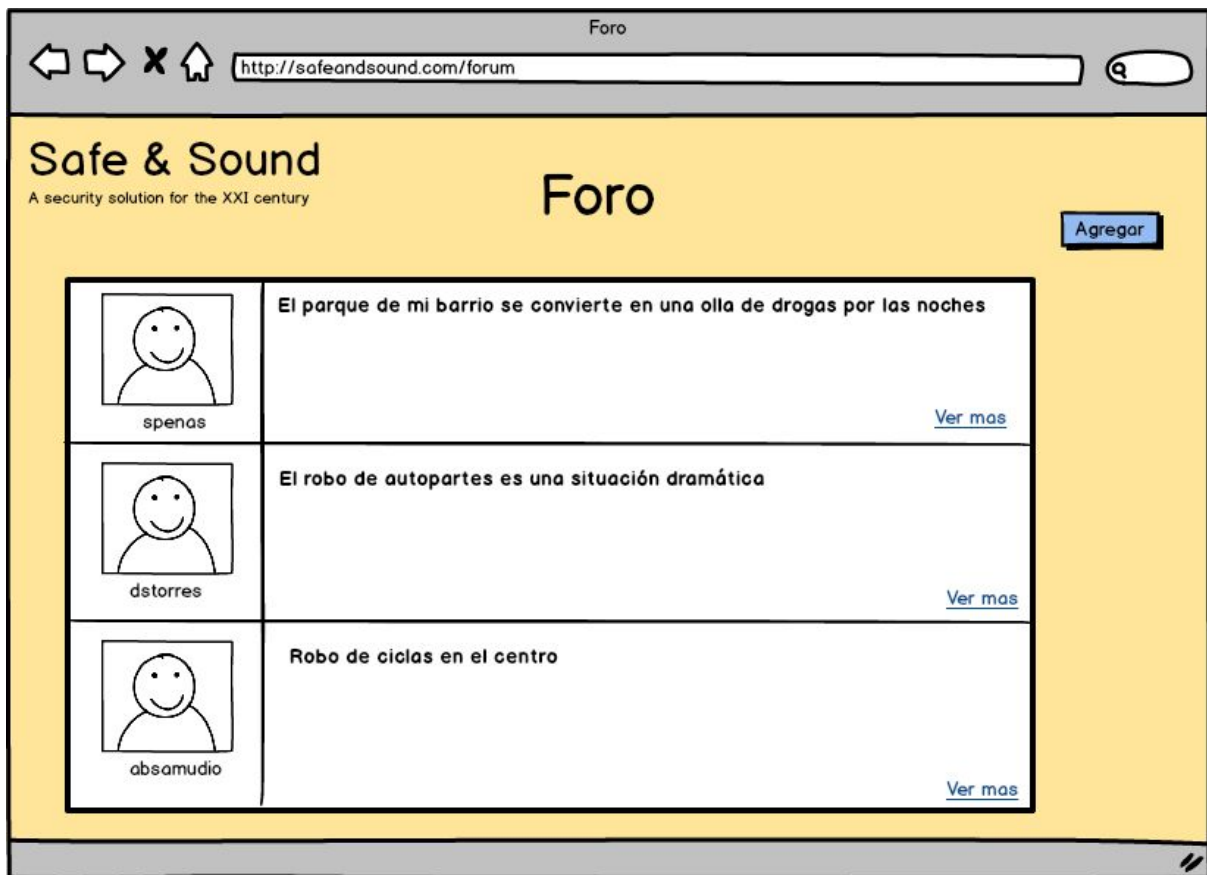 Foro
http://safeandsound.com/forum
Safe & Sound
A security solution for the XXI century
Foro
Agregar
El parque de mi barrio se convierte en una olla de drogas por las noches
spenas
Ver mas
El robo de autopartes es una situación dramática
dstorres
Ver mas
Robo de ciclas en el centro
absamudio
Ver mas